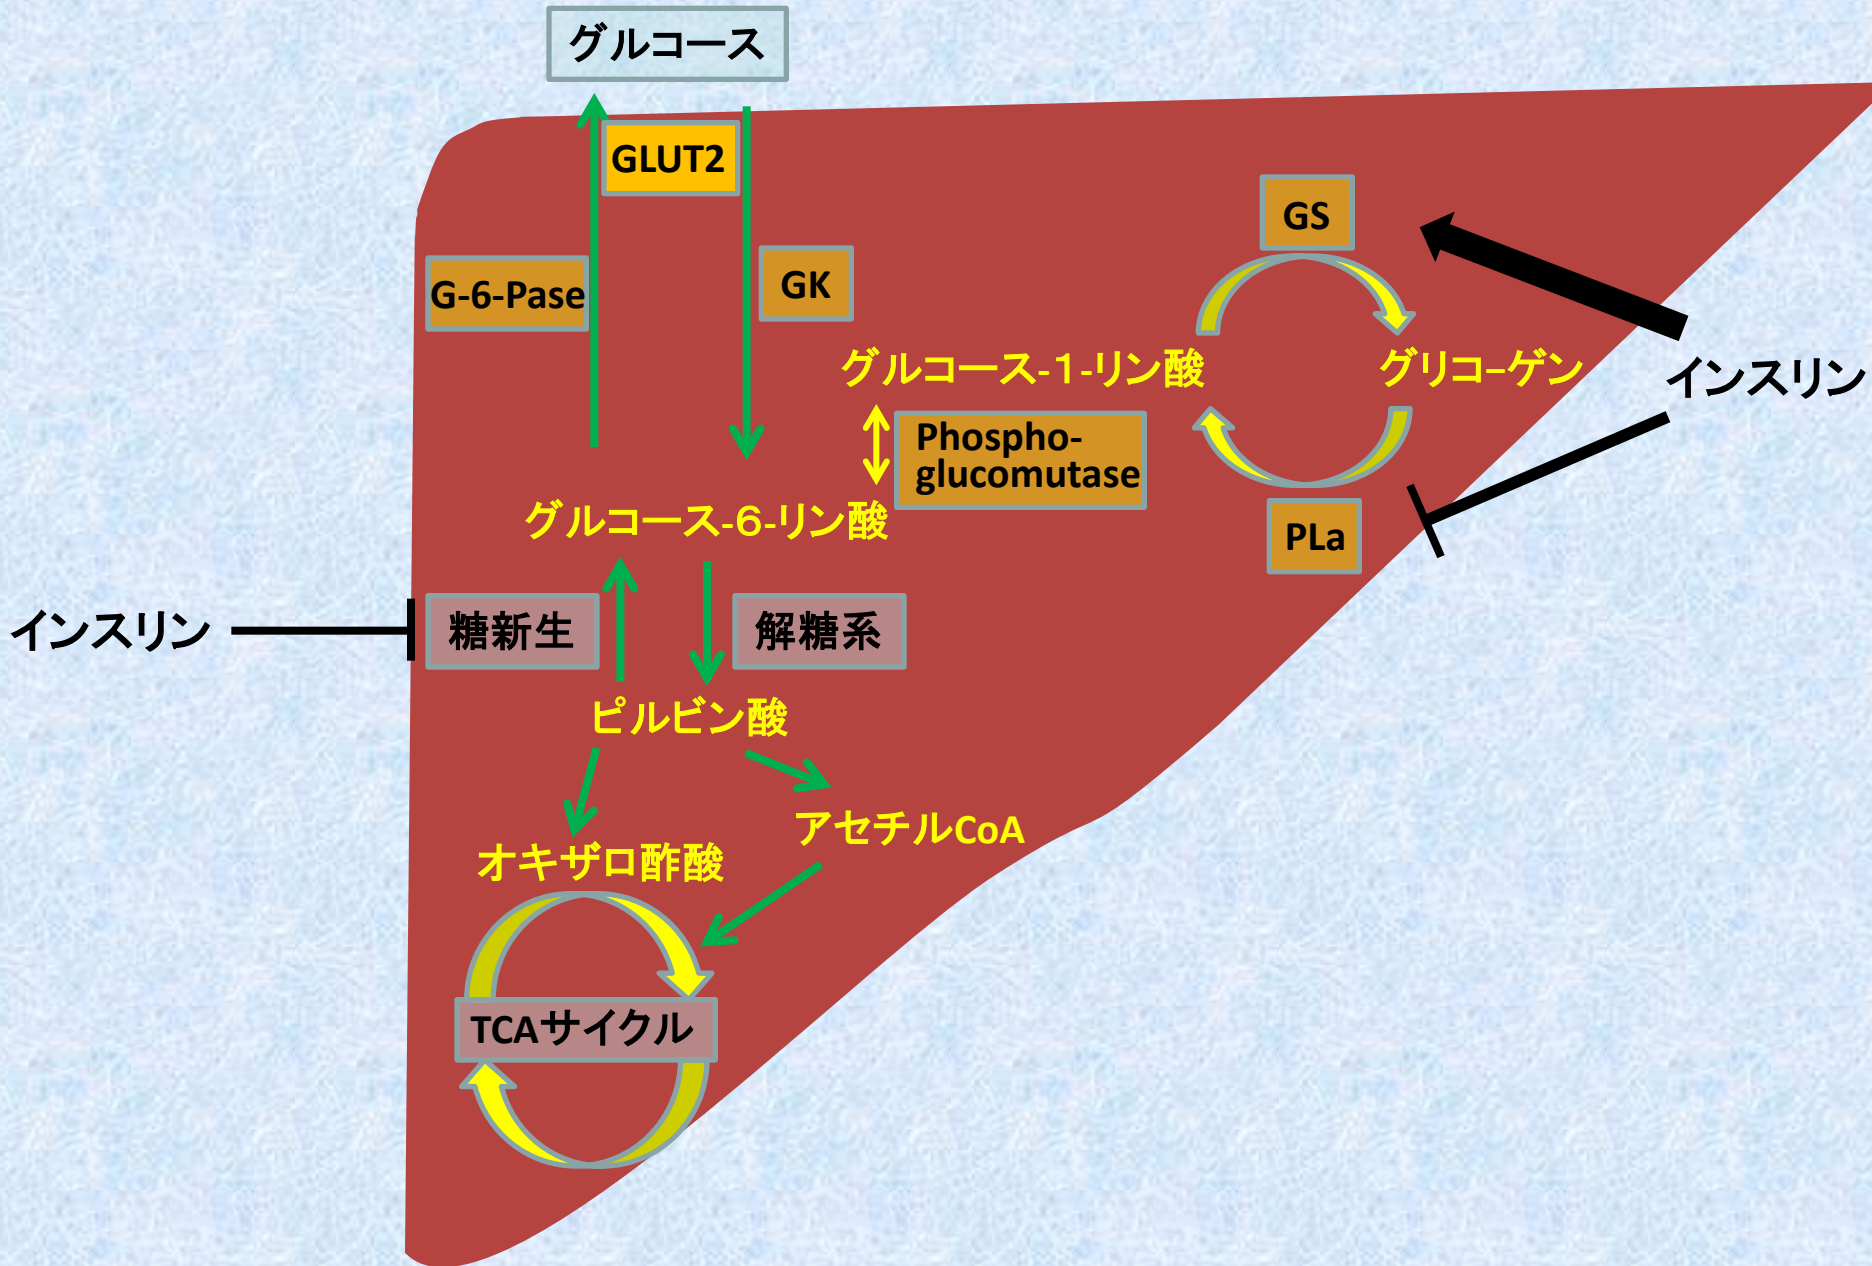 グルコース
GLUT2
GS
G-6-Pase
GK
グルコース-1-リン酸
グリコｰゲン
インスリン
Phospho-
glucomutase
グルコース-6-リン酸
PLa
インスリン
糖新生
解糖系
ピルビン酸
アセチルCoA
オキザロ酢酸
TCAサイクル